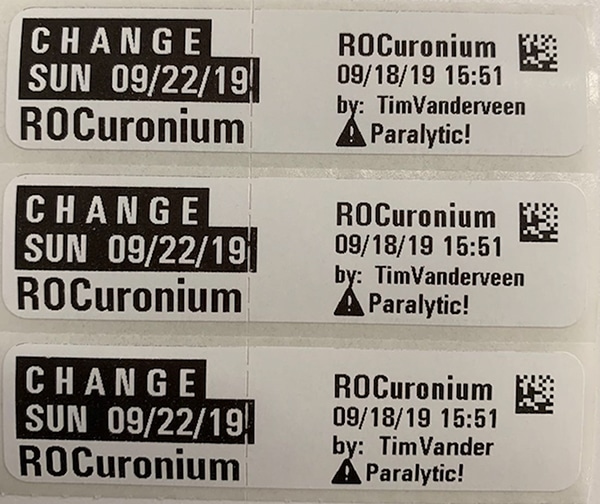 CHANGE
SUN 09/22/19
ROCuronium
ROCuronium
09/18/19 15:51
by: TimVanderveen
Paralytic!
CHANGE
SUN 09/22/19
ROCuronium
ROCuronium
09/18/19 15:51
by: TimVanderveen
Paralytic!
CHANGE
SUN 09/22/19
ROCuronium
ROCuronium
09/18/19 15:51
by: TimVander
Paralytic!